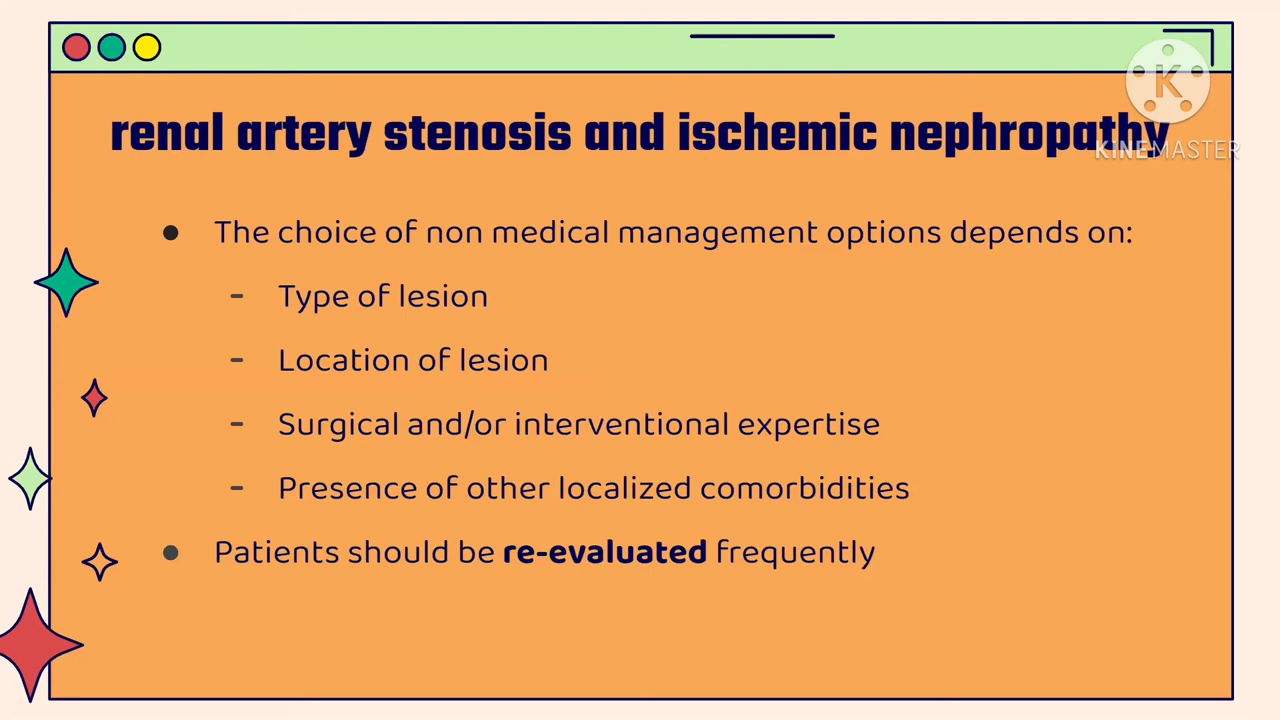 renal artery stenosis and ischemic nephropathy
K
KINEMASTER
● The choice of non medical management options depends on:
- Type of lesion
- Location of lesion
- Surgical and/or interventional expertise
- Presence of other localized comorbidities
● Patients should be re-evaluated frequently